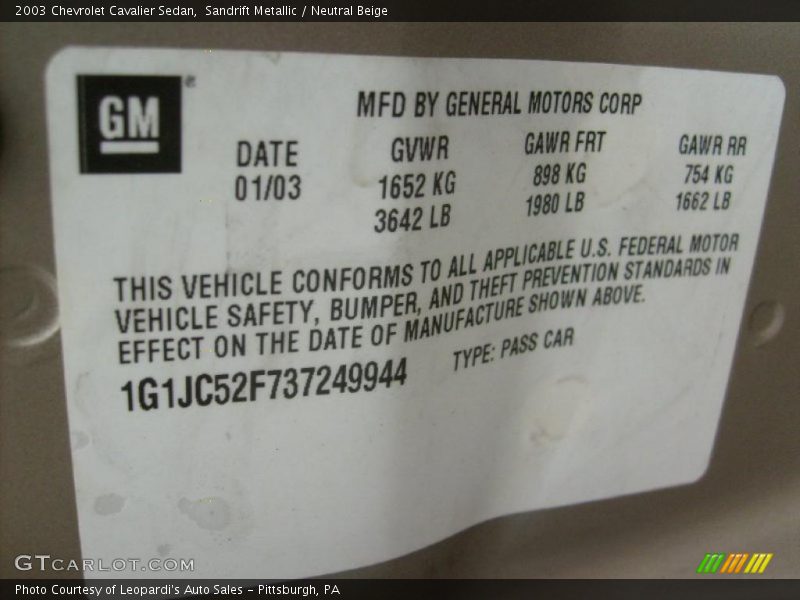 2003 Chevrolet Cavalier Sedan, Sandrift Metallic / Neutral Beige
GM
®
MFD BY GENERAL MOTORS CORP
DATE GVWR GAWR FRT GAWR RR
01/03 1652 KG 898 KG 754 KG
3642 LB 1980 LB 1662 LB
THIS VEHICLE CONFORMS TO ALL APPLICABLE U.S. FEDERAL MOTOR
VEHICLE SAFETY, BUMPER, AND THEFT PREVENTION STANDARDS IN
EFFECT ON THE DATE OF MANUFACTURE SHOWN ABOVE.
1G1JC52F737249944 TYPE: PASS CAR
GTCARLOT.COM
Photo Courtesy of Leopardi's Auto Sales - Pittsburgh, PA